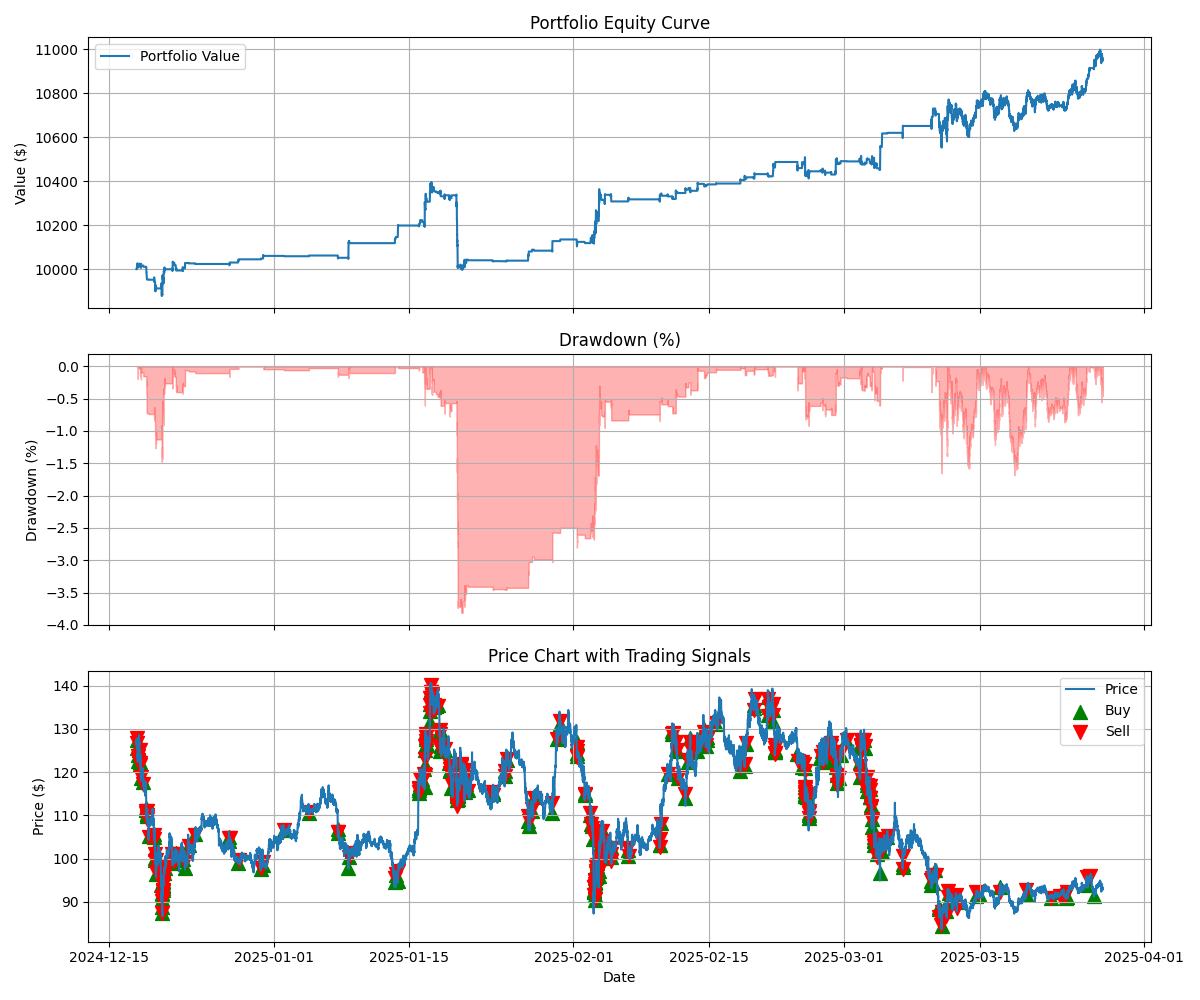 Portfolio Equity Curve
11000
10800
10600
10400
10200
10000
Value ($)
Portfolio Value
Drawdown (%)
0.0
−0.5
−1.0
−1.5
−2.0
−2.5
−3.0
−3.5
−4.0
Drawdown (%)
Price Chart with Trading Signals
140
130
120
110
100
90
Price ($)
Price
Buy
Sell
2024-12-15
2025-01-01
2025-01-15
2025-02-01
2025-02-15
2025-03-01
2025-03-15
2025-04-01
Date